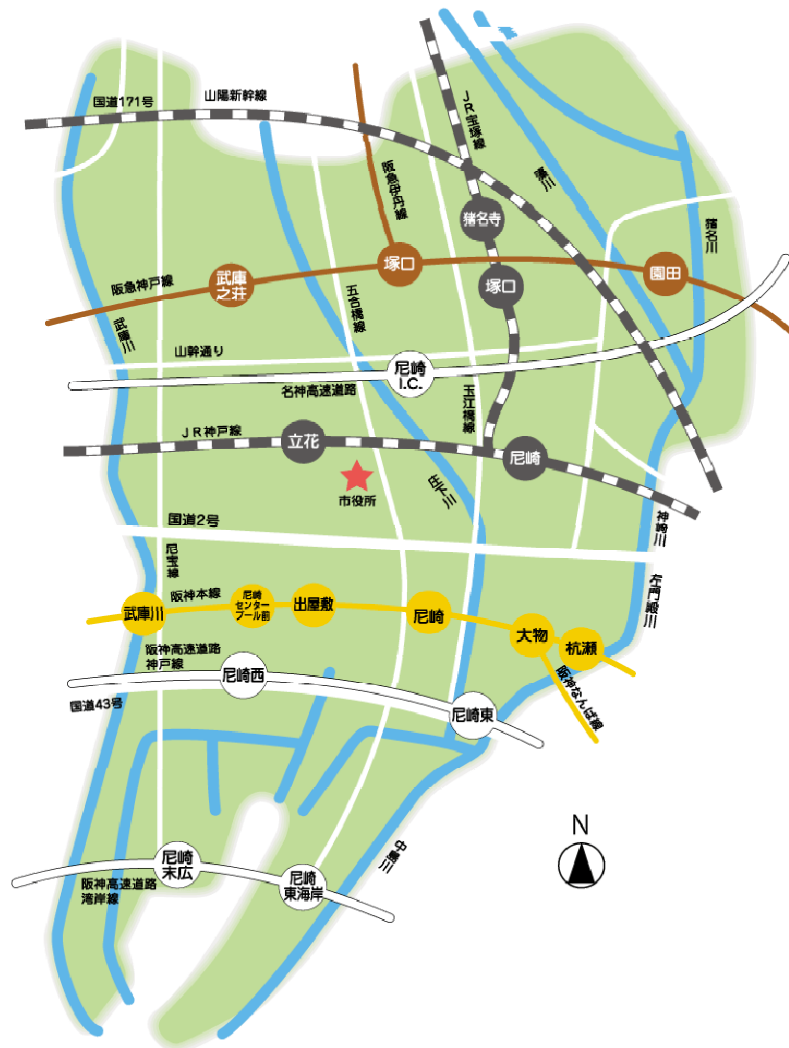 国道171号
山陽新幹線
JR宝塚線
藻川
猪名川
阪急伊丹線
猪名寺
塚口
園田
武庫
之荘
阪急神戸線
塚口
武庫川
五合橋線
山幹通り
尼崎
I.C.
名神高速道路
玉江橋線
JR神戸線
立花
尼崎
市役所
庄下川
国道2号
神崎川
尼宝線
左門殿川
阪神本線
武庫川
尼崎
センター
プール前
出屋敷
尼崎
大物
杭瀬
阪神高速道路
神戸線
尼崎西
阪神なんば線
国道43号
尼崎東
N
中島川
尼崎
末広
尼崎
東海岸
阪神高速道路
湾岸線